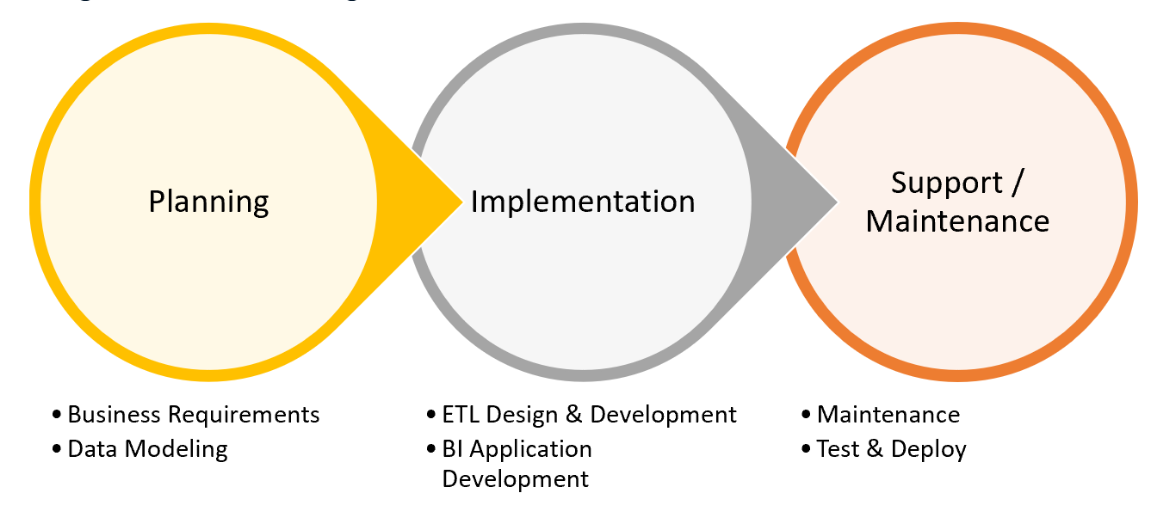 Planning
Implementation
Support /
Maintenance
• Business Requirements
• Data Modeling
• ETL Design & Development
• BI Application
Development
• Maintenance
• Test & Deploy